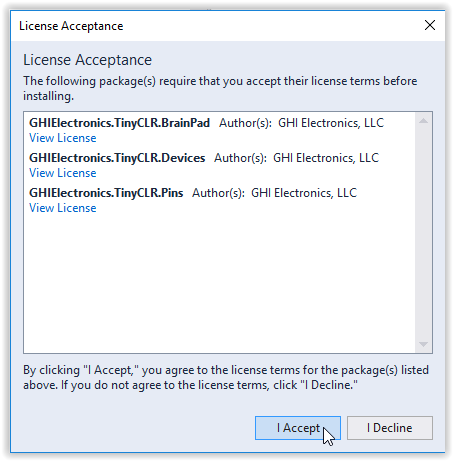 License Acceptance
License Acceptance
The following package(s) require that you accept their license terms before
installing.
GHIElectronics.TinyCLR.BrainPad Author(s): GHI Electronics, LLC
View License
GHIElectronics.TinyCLR.Devices Author(s): GHI Electronics, LLC
View License
GHIElectronics.TinyCLR.Pins Author(s): GHI Electronics, LLC
View License
By clicking "I Accept," you agree to the license terms for the package(s) listed
above. If you do not agree to the license terms, click "I Decline."
I Accept I Decline